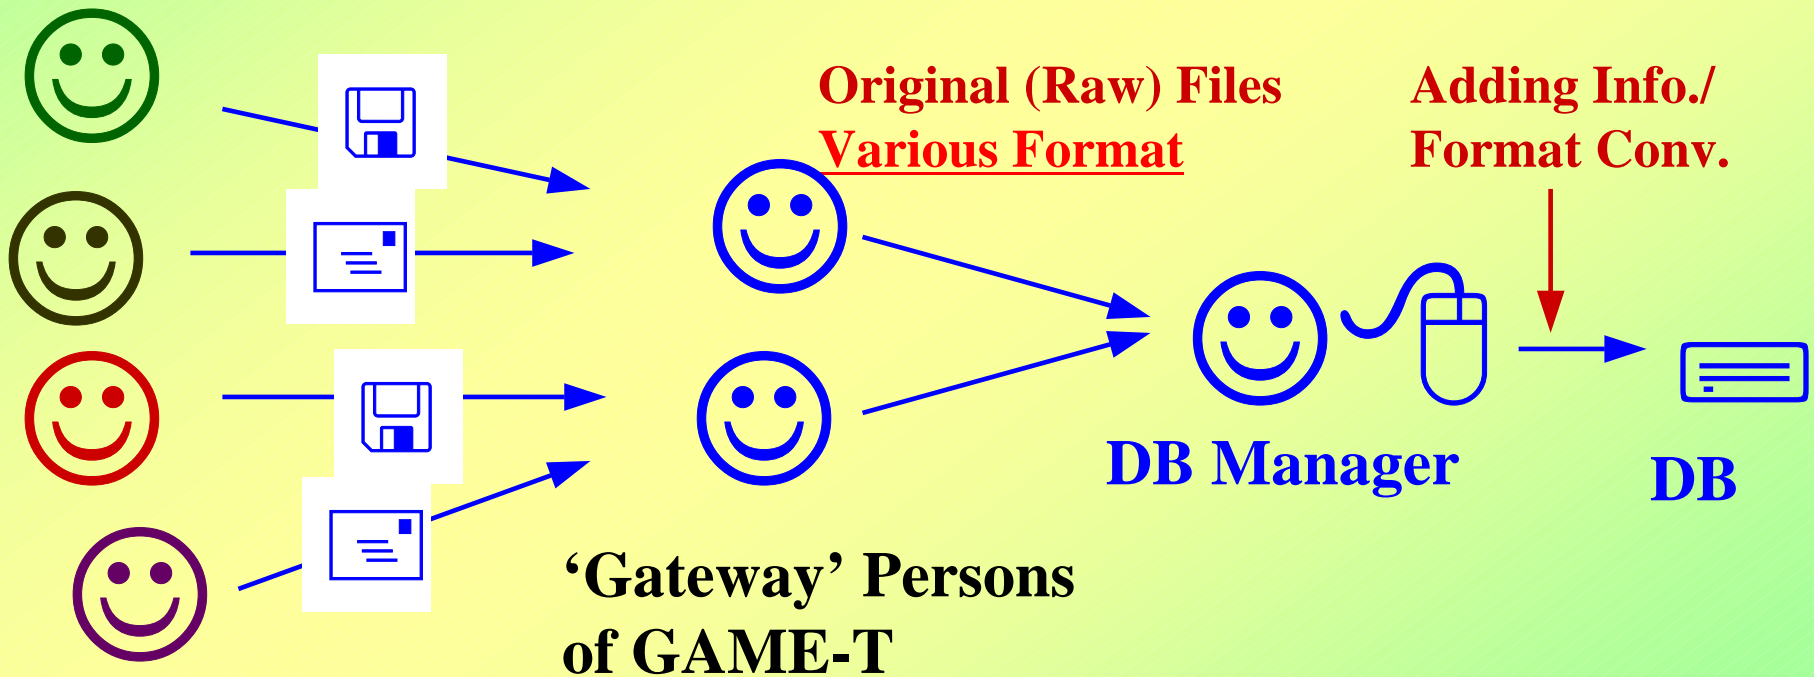 Original (Raw) Files
Various Format
Adding Info./
Format Conv.
DB Manager
DB
‘Gateway’ Persons
of GAME-T